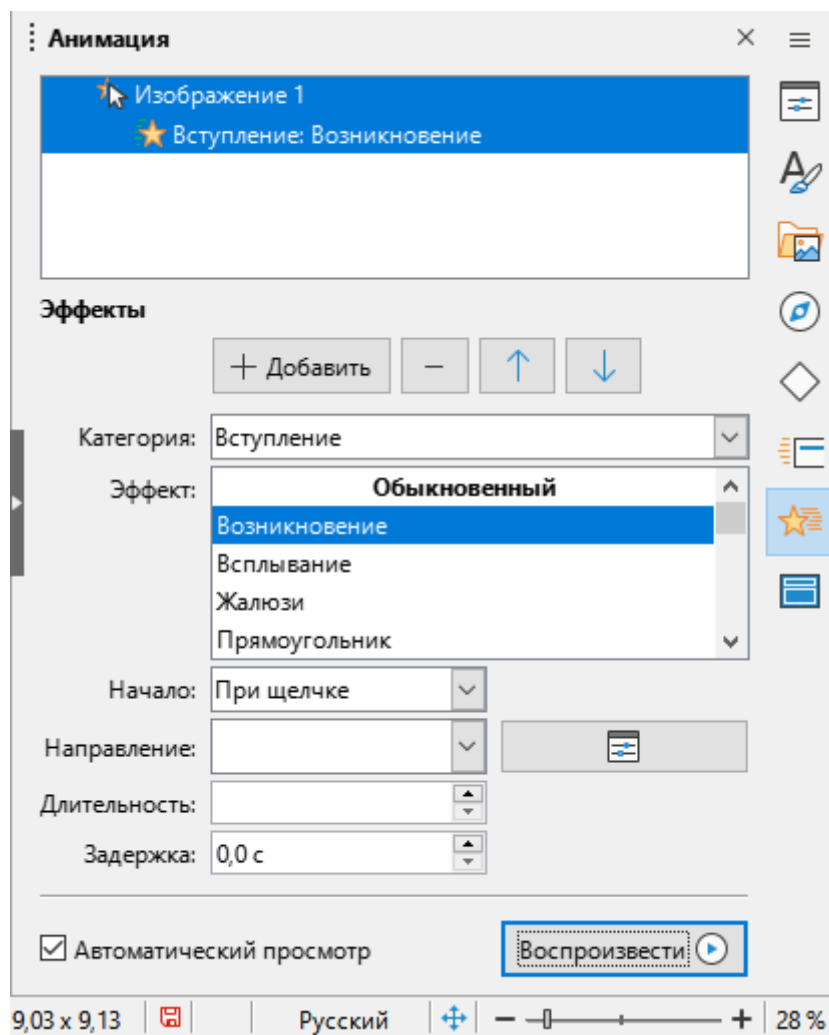 Анимация
Изображение 1
Вступление: Возникновение
Эффекты
Добавить
Категория: Вступление
Эффект: Обыкновенный
Возникновение
Всплывание
Жалюзи
Прямоугольник
Начало: При щелчке
Направление:
Длительность:
Задержка: 0,0 с
Автоматический просмотр Воспроизвести
9,03 x 9,13 Русский 28 %